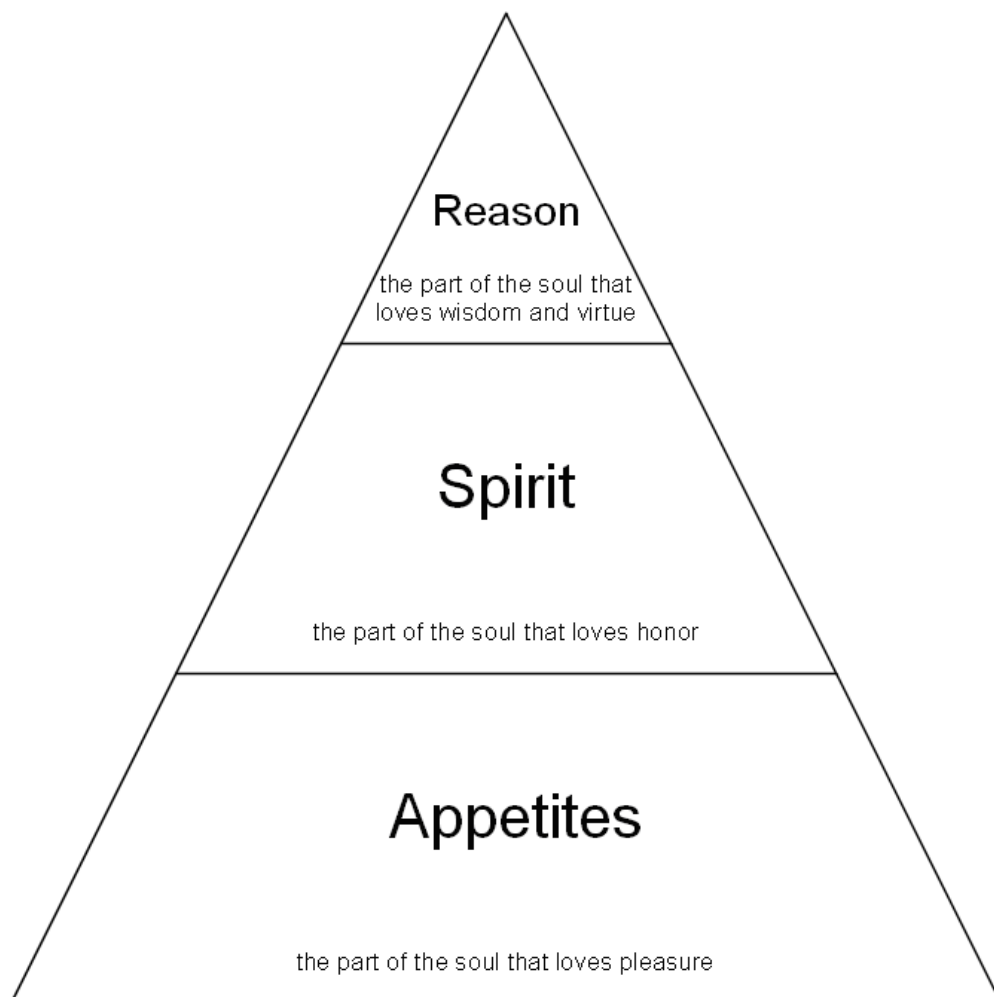 Reason
the part of the soul that
loves wisdom and virtue
Spirit
the part of the soul that loves honor
Appetites
the part of the soul that loves pleasure